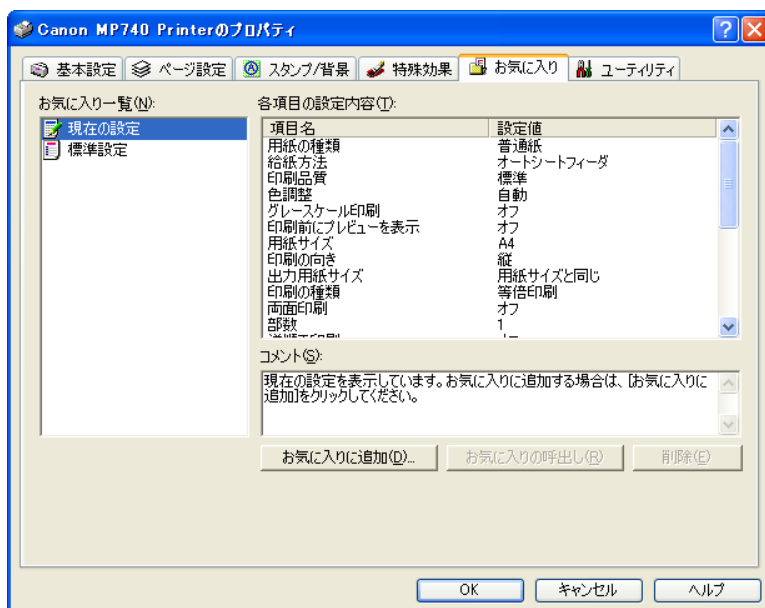 Canon MP740 Printerのプロパティ
基本設定 ページ設定 スタンプ/背景 特殊効果 お気に入り ユーティリティ
お気に入り一覧(N): 各項目の設定内容(T):
現在の設定
標準設定
項目名 設定値
用紙の種類 普通紙
給紙方法 オートシートフィーダ
印刷品質 標準
色調整 自動
グレースケール印刷 オフ
印刷前にプレビューを表示 オフ
用紙サイズ A4
印刷の向き 縦
出力用紙サイズ 用紙サイズと同じ
印刷の種類 等倍印刷
両面印刷 オフ
部数 1
コメント(S):
現在の設定を表示しています。お気に入りに追加する場合は、[お気に入りに
追加]をクリックしてください。
お気に入りに追加(D)... お気に入りの呼出し(R) 削除(E)
OK キャンセル ヘルプ